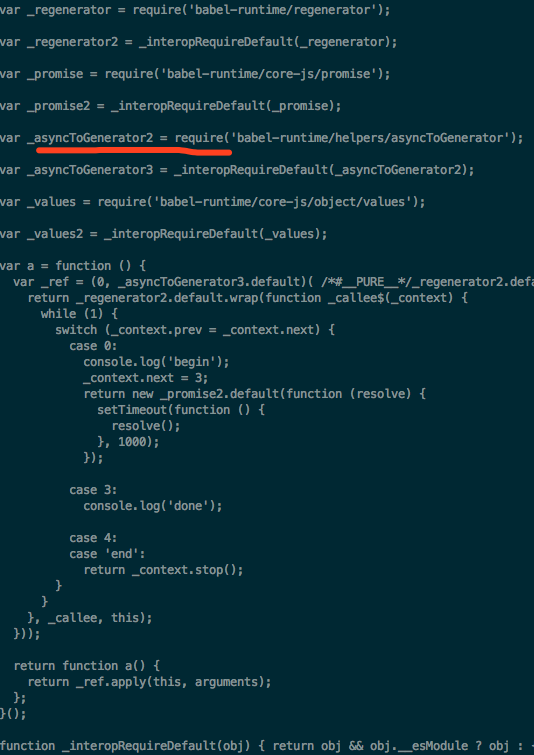 var _regenerator = require('babel-runtime/regenerator');
var _regenerator2 = _interopRequireDefault(_regenerator);
var _promise = require('babel-runtime/core-js/promise');
var _promise2 = _interopRequireDefault(_promise);
var _asyncToGenerator2 = require('babel-runtime/helpers/asyncToGenerator');
var _asyncToGenerator3 = _interopRequireDefault(_asyncToGenerator2);
var _values = require('babel-runtime/core-js/object/values');
var _values2 = _interopRequireDefault(_values);
var a = function () {
  var _ref = (0, _asyncToGenerator3.default)( /*#__PURE__*/_regenerator2.defa
    return _regenerator2.default.wrap(function _callee$(_context) {
      while (1) {
        switch (_context.prev = _context.next) {
          case 0:
            console.log('begin');
            _context.next = 3;
            return new _promise2.default(function (resolve) {
              setTimeout(function () {
                resolve();
              }, 1000);
            });
          case 3:
            console.log('done');
          case 4:
          case 'end':
            return _context.stop();
        }
      }
    }, _callee, this);
  }));
  return function a() {
    return _ref.apply(this, arguments);
  };
}();
function _interopRequireDefault(obj) { return obj && obj.__esModule ? obj : {